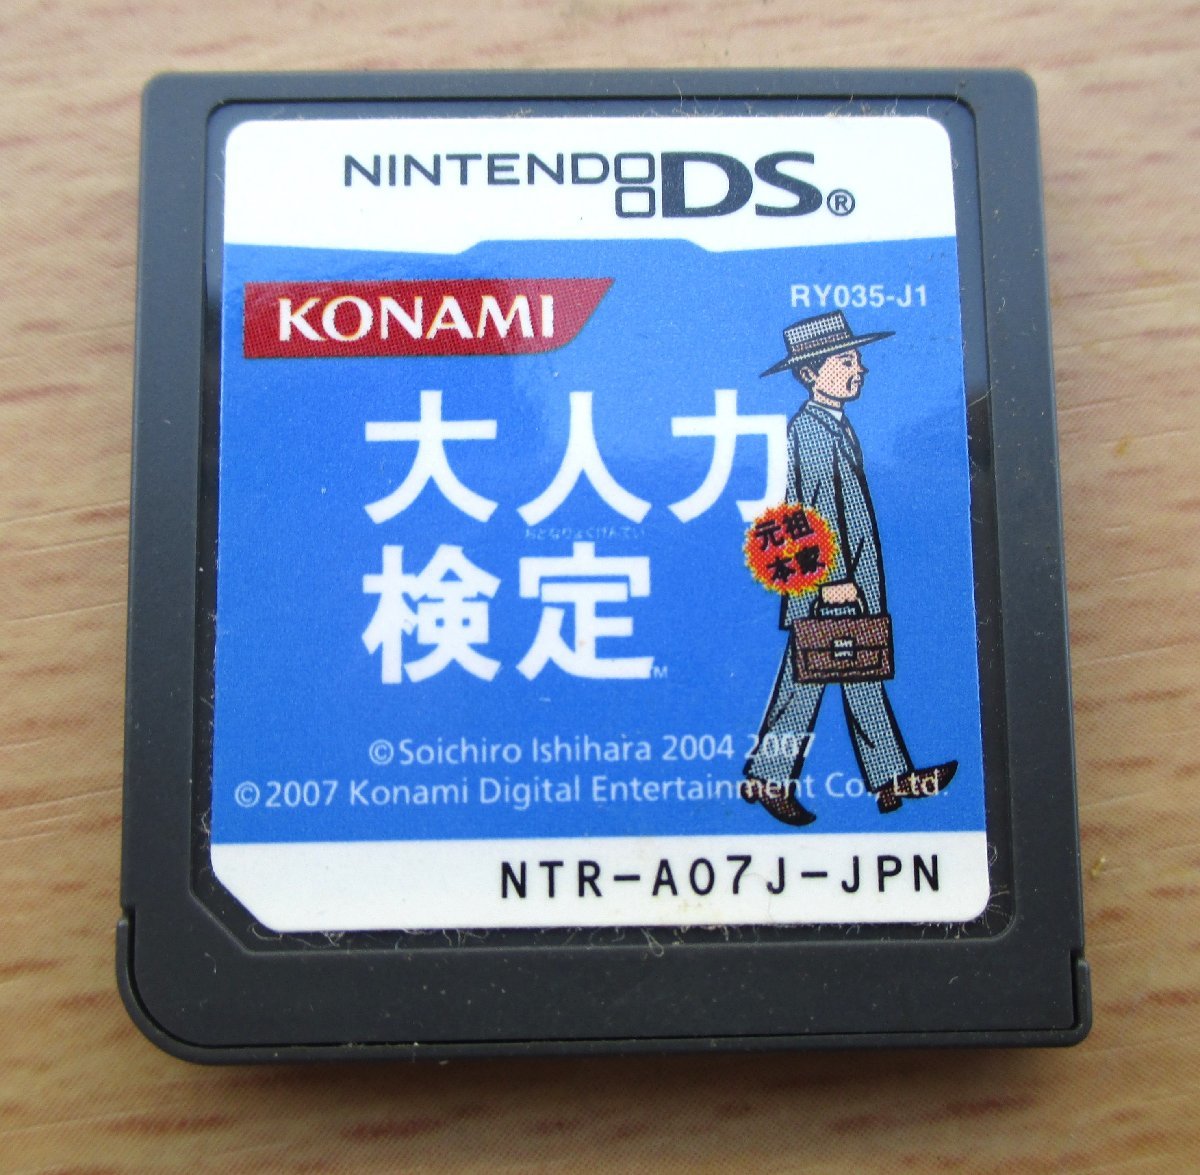 NINTENDO DS®
KONAMI
RY035-J1
大人力
おとなりょくけんてい
検定
TM
元祖
本家
©Soichiro Ishihara 2004 2007
©2007 Konami Digital Entertainment Co., Ltd.
NTR-A07J-JPN